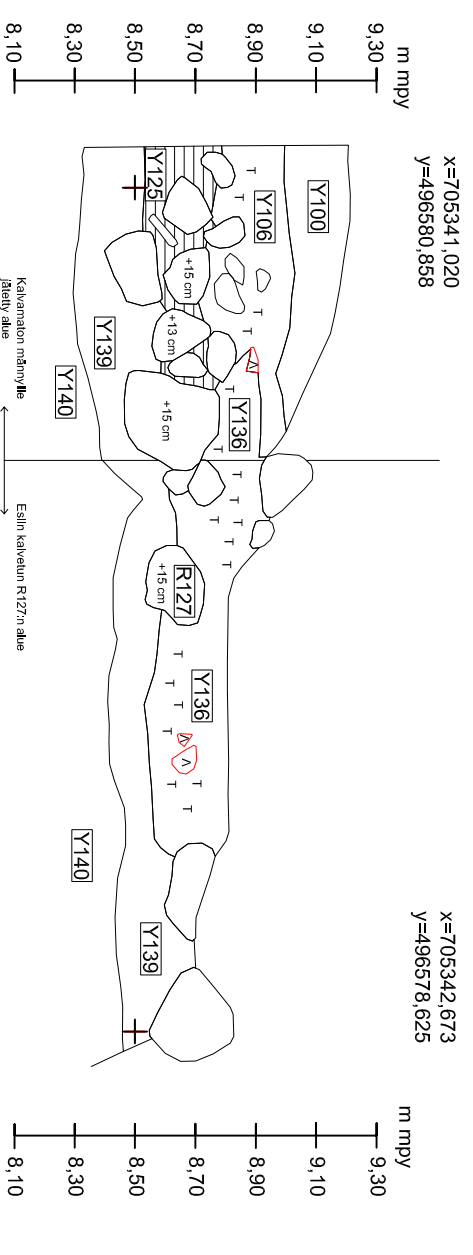 x=705341,020
y=496580,858
x=705342,673
y=496578,625
m mpy
9,30
9,10
8,90
8,70
8,50
8,30
8,10
m mpy
9,30
9,10
8,90
8,70
8,50
8,30
8,10
Y100
Y106
Y125
+15 cm
+13 cm
Y136
+15 cm
Y139
Y140
R127
+15 cm
Y136
Y139
Y140
Kaivamaton männylle
jätetty alue
Esiin kaivetun R127:n alue